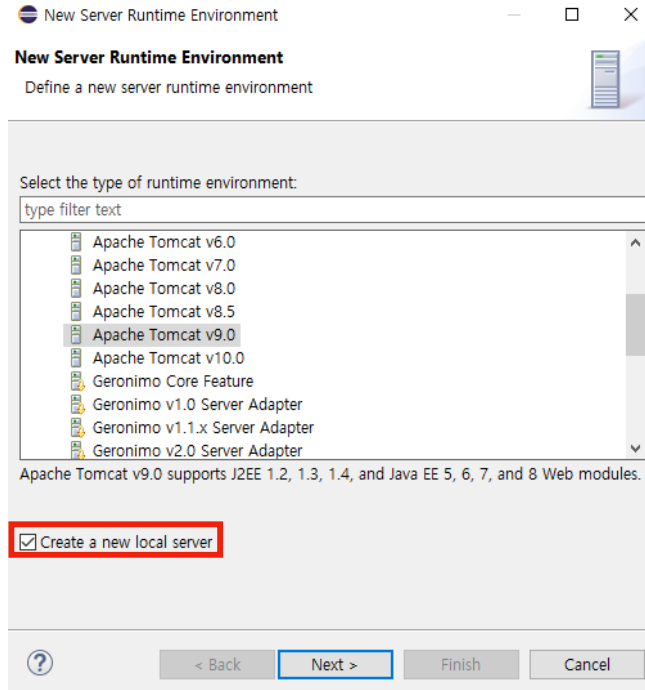 New Server Runtime Environment
New Server Runtime Environment
Define a new server runtime environment
Select the type of runtime environment:
type filter text
Apache Tomcat v6.0
Apache Tomcat v7.0
Apache Tomcat v8.0
Apache Tomcat v8.5
Apache Tomcat v9.0
Apache Tomcat v10.0
Geronimo Core Feature
Geronimo v1.0 Server Adapter
Geronimo v1.1.x Server Adapter
Geronimo v2.0 Server Adapter
Apache Tomcat v9.0 supports J2EE 1.2, 1.3, 1.4, and Java EE 5, 6, 7, and 8 Web modules.
Create a new local server
? < Back Next > Finish Cancel